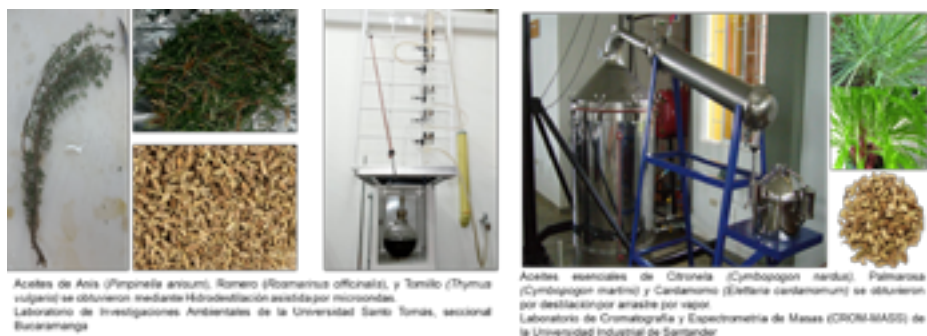 Aceites de Anis (Pimpinella anisum), Romero (Rosmarinus officinalis), y Tomillo (Thymus
vulgaris) se obtuvieron mediante Hidrodestilación asistida por microondas.
Laboratorio de Investigaciones Ambientales de la Universidad Santo Tomás, seccional
Bucaramanga
Aceites esenciales de Citronela (Cymbopogon nardus), Palmarosa
(Cymbopogon martini) y Cardamomo (Elettaria cardamomum) se obtuvieron
por destilación por arrastre por vapor.
Laboratorio de Cromatografía y Espectrometría de Masas (CROM-MASS) de
la Universidad Industrial de Santander